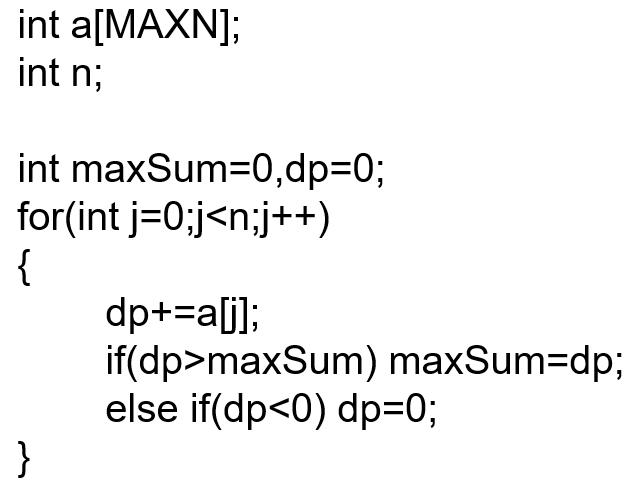 int a[MAXN];
int n;
int maxSum=0,dp=0;
for(int j=0;j<n;j++)
{
dp+=a[j];
if(dp>maxSum) maxSum=dp;
else if(dp<0) dp=0;
}